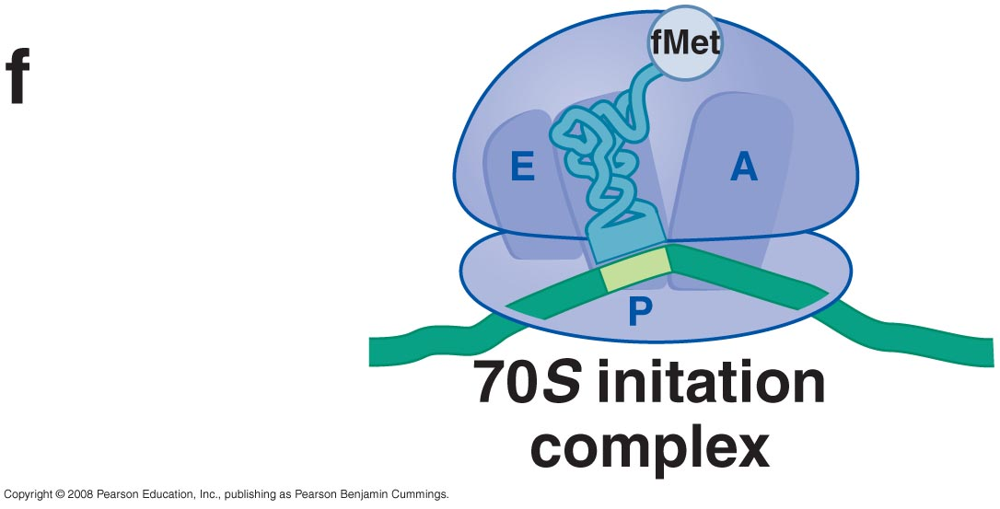 f
fMet
E
A
P
70S initation
complex
Copyright © 2008 Pearson Education, Inc., publishing as Pearson Benjamin Cummings.